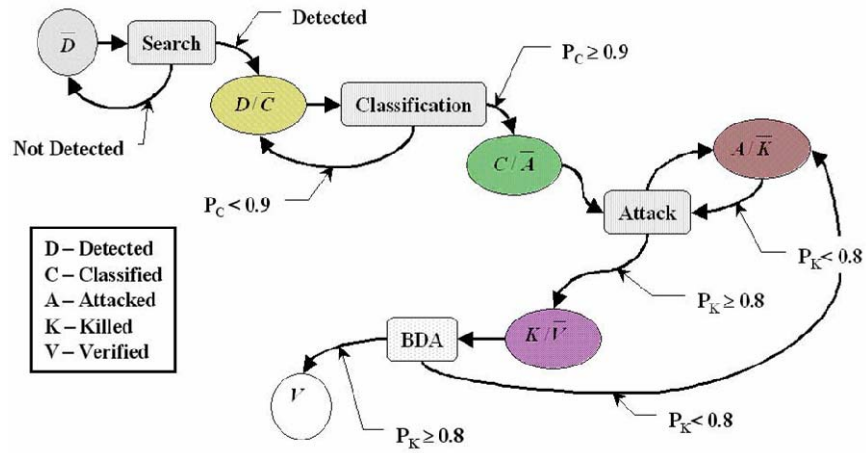 Detected
D̅
Search
P_C ≥ 0.9
D/C̅
Classification
Not Detected
C/A̅
A/K̅
P_C < 0.9
Attack
P_K < 0.8
D – Detected
C – Classified
A – Attacked
K – Killed
V – Verified
P_K ≥ 0.8
BDA
K/V̅
V
P_K ≥ 0.8
P_K < 0.8